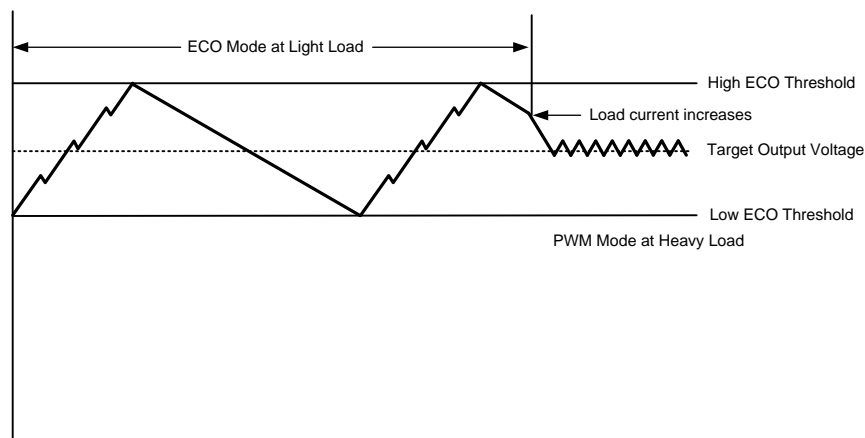 ECO Mode at Light Load
High ECO Threshold
Load current increases
Target Output Voltage
Low ECO Threshold
PWM Mode at Heavy Load